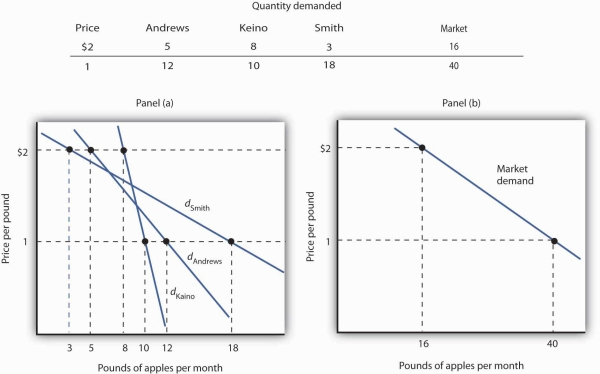 Quantity demanded
Price Andrews Keino Smith Market
$2 5 8 3 16
1 12 10 18 40
Panel (a)
$2
1
Price per pound
dSmith
dAndrews
dKaino
3 5 8 10 12 18
Pounds of apples per month
Panel (b)
$2
1
Price per pound
Market
demand
16 40
Pounds of apples per month